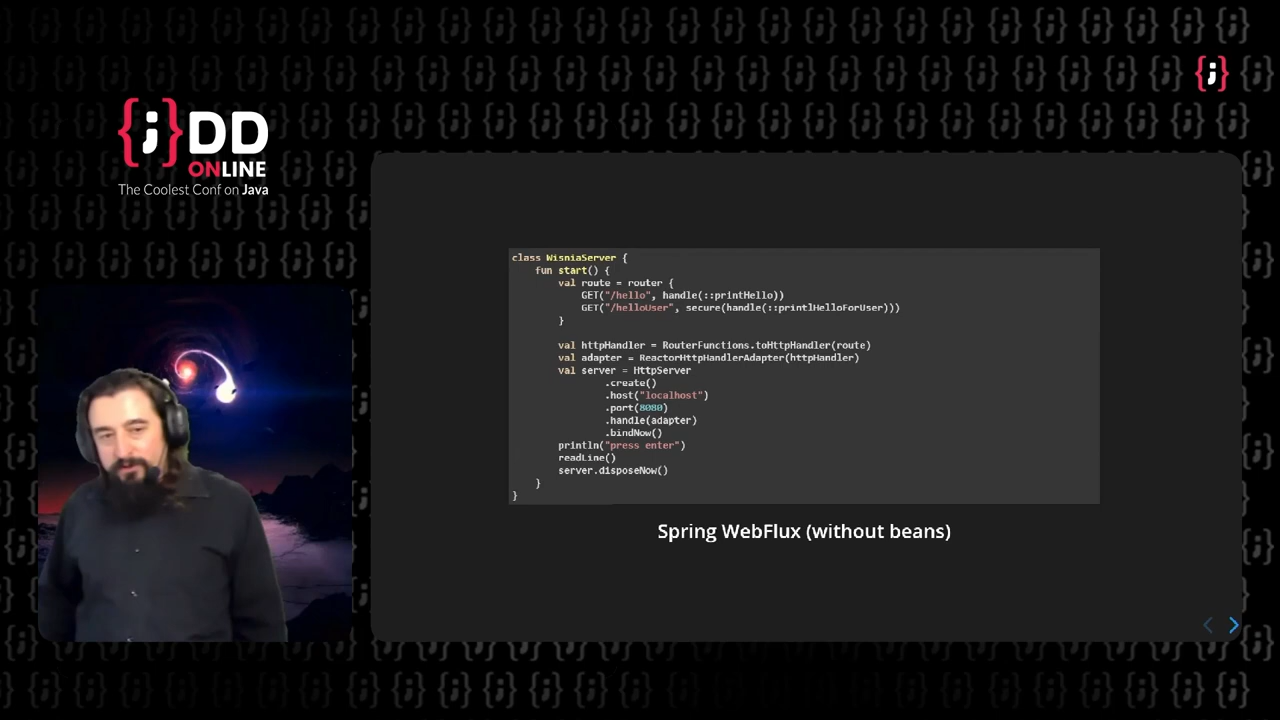 {;}DD
ONLINE
The Coolest Conf on Java
{;}
class WisniaServer {
    fun start() {
        val route = router {
            GET("/hello", handle(::printHello))
            GET("/helloUser", secure(handle(::printlHelloForUser)))
        }
        val httpHandler = RouterFunctions.toHttpHandler(route)
        val adapter = ReactorHttpHandlerAdapter(httpHandler)
        val server = HttpServer
                .create()
                .host("localhost")
                .port(8080)
                .handle(adapter)
                .bindNow()
        println("press enter")
        readLine()
        server.disposeNow()
    }
}
Spring WebFlux (without beans)